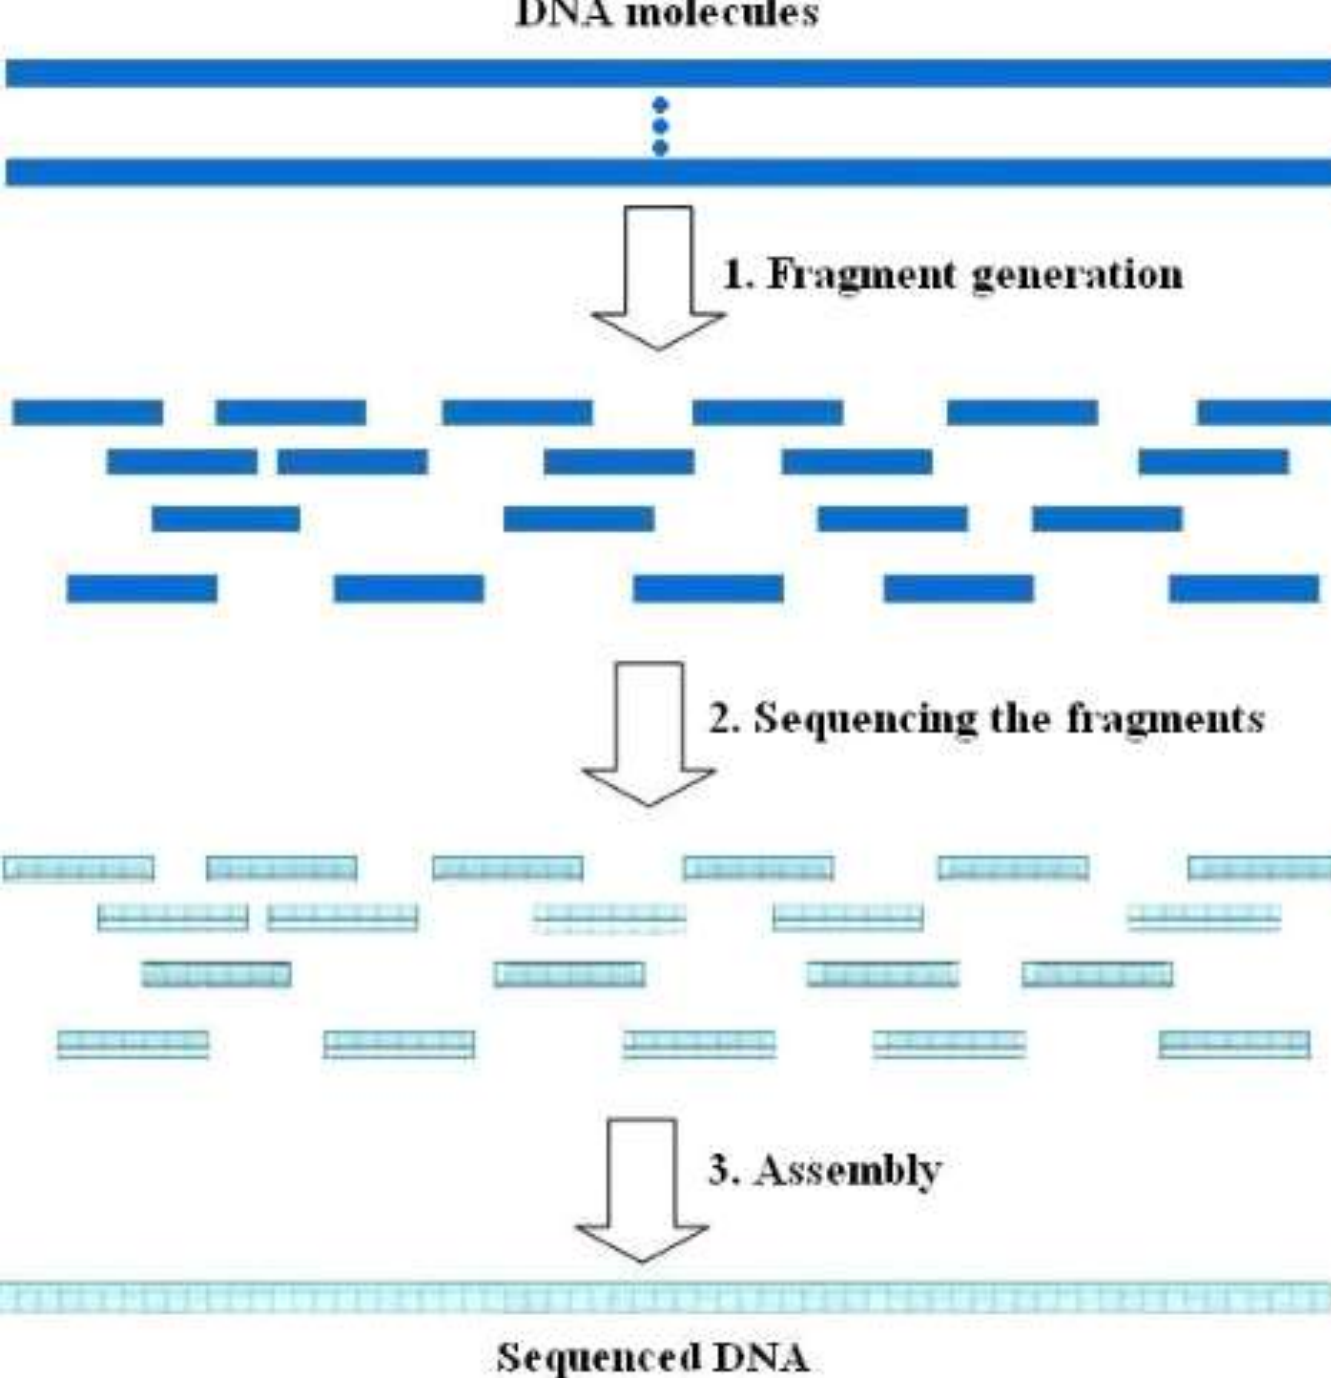 DNA molecules
1. Fragment generation
2. Sequencing the fragments
3. Assembly
Sequenced DNA